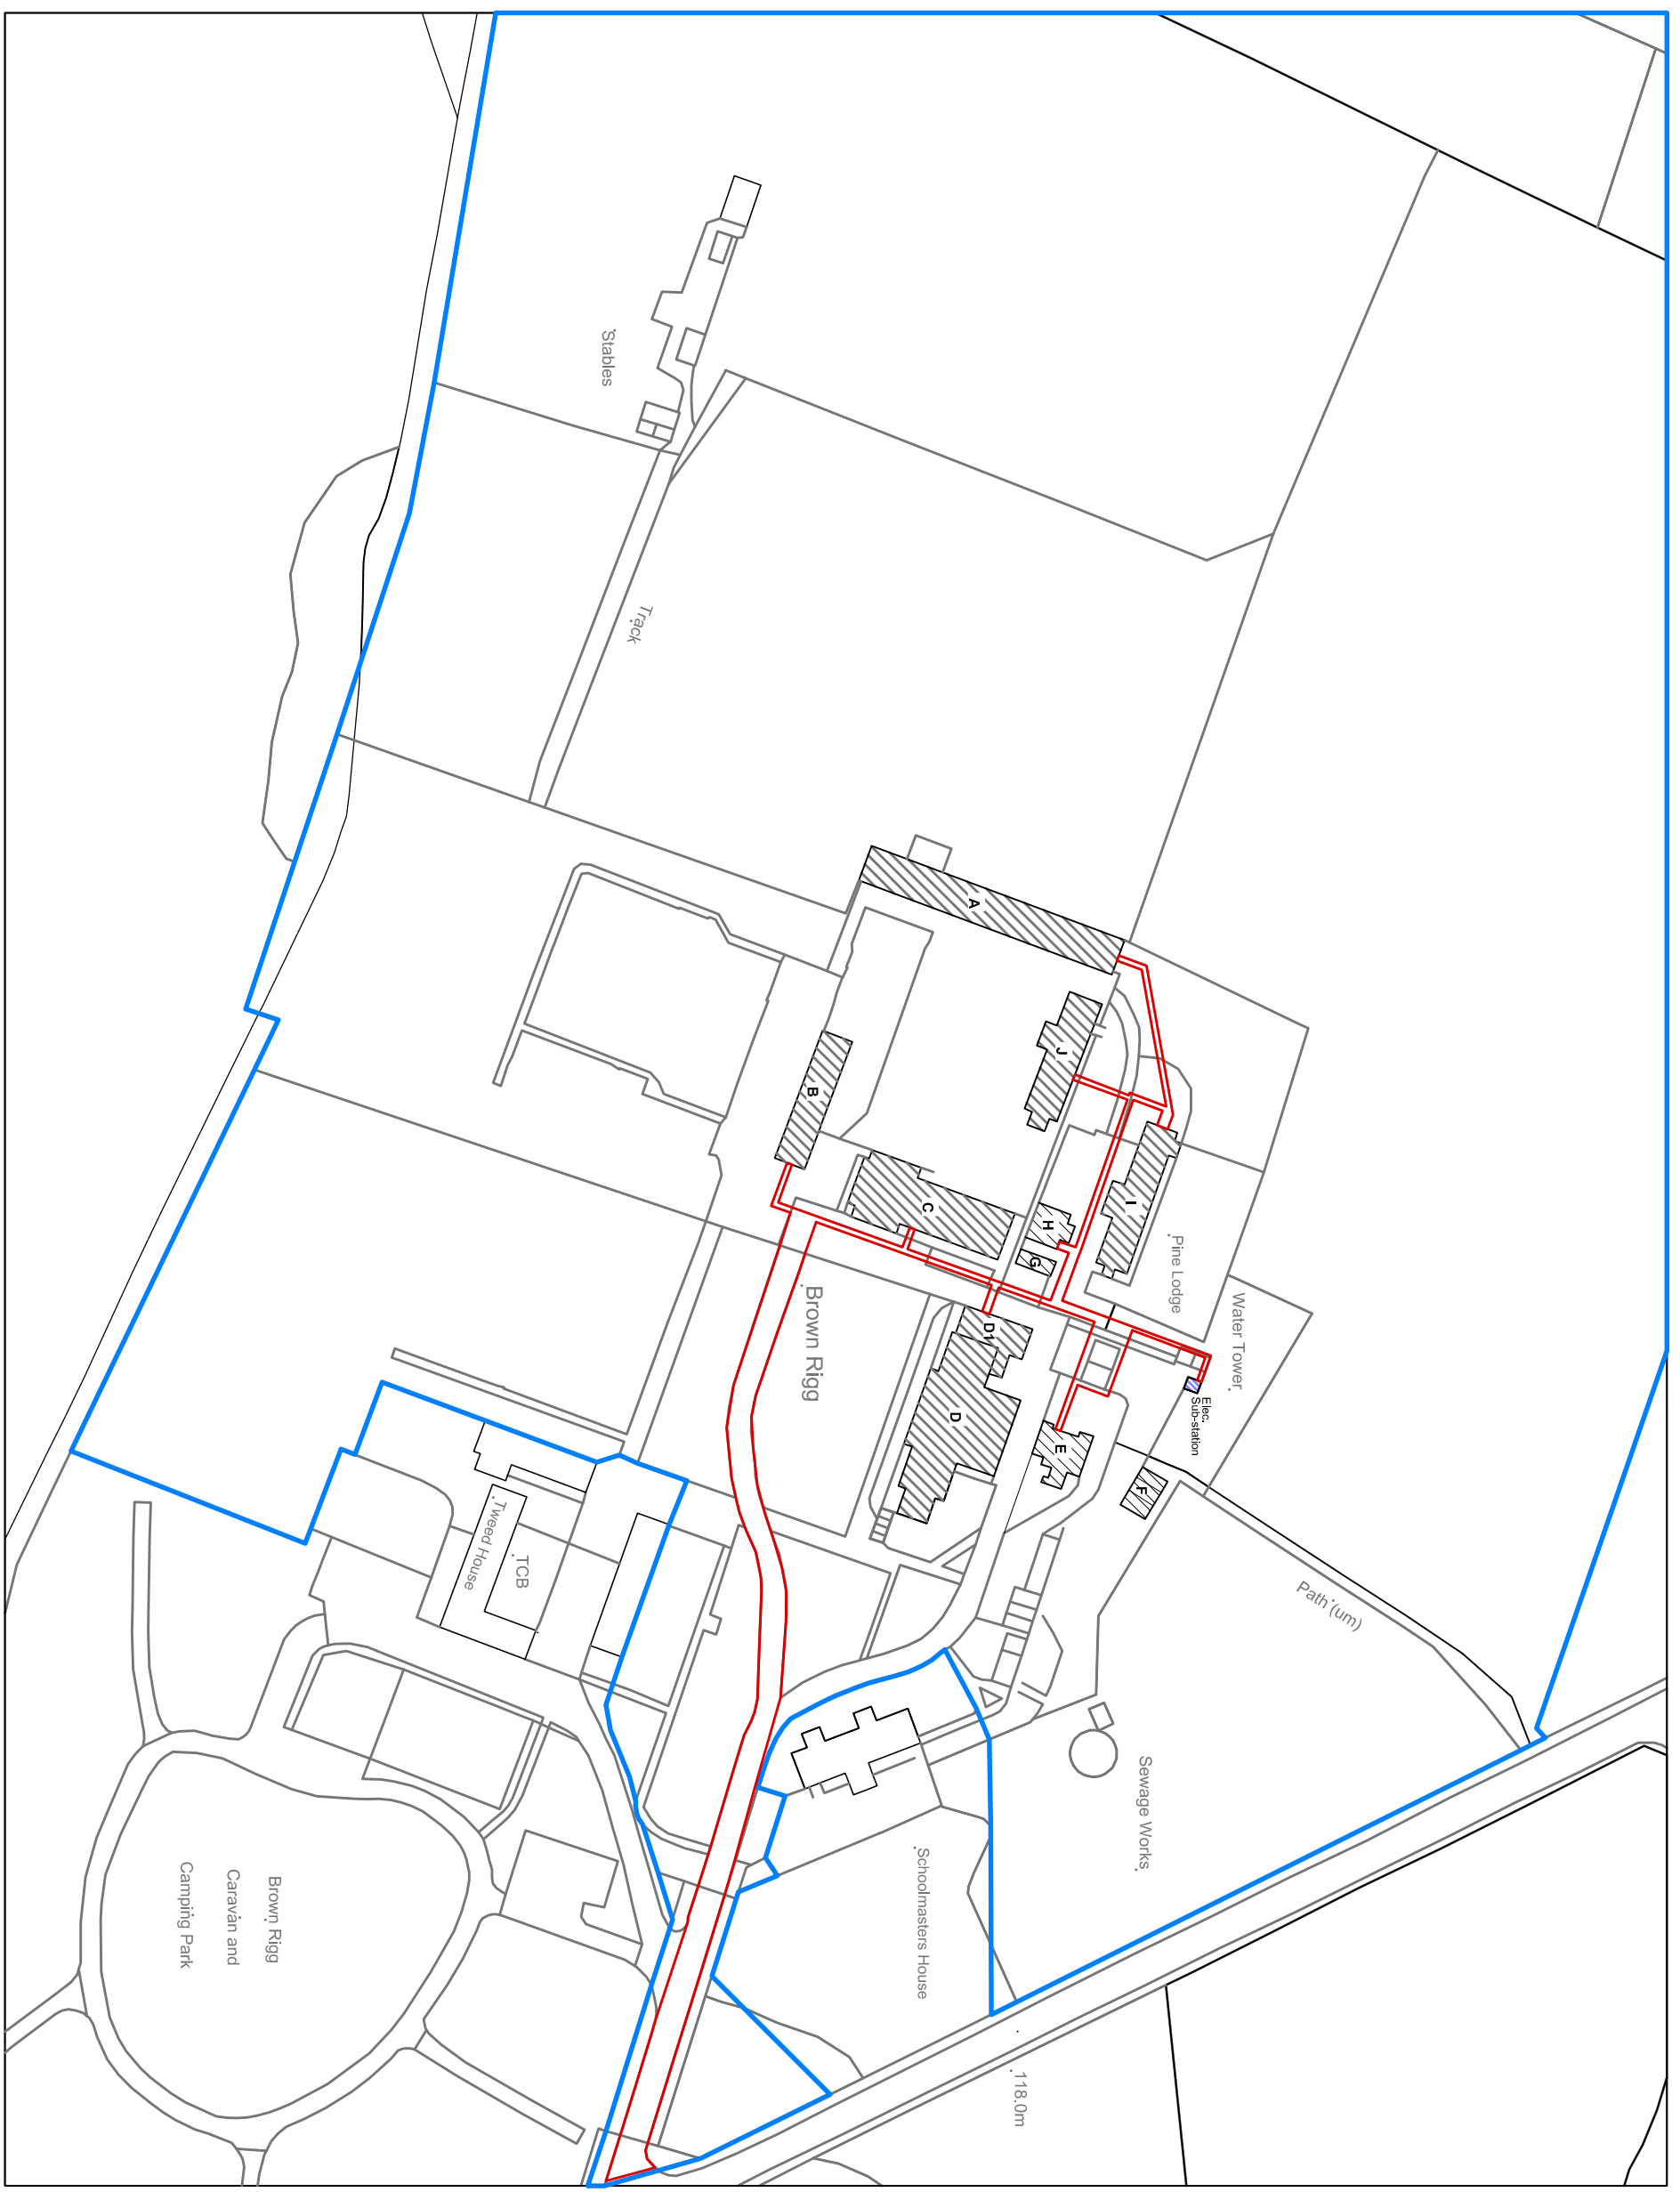 Stables
Track
A
J
B
C
H
G
I
Pine Lodge
Water Tower
Elec.
Sub-station
Brown Rigg
D1
D
E
F
Path (um)
Tweed House
TCB
Sewage Works
Schoolmasters House
118.0m
Brown Rigg
Caravan and
Camping Park